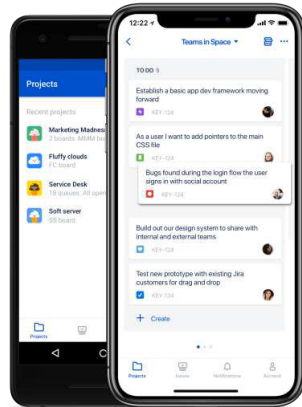 Projects
Recent projects
Marketing Madness
2 boards. MMM bo
Fluffy clouds
FC board
Service Desk
18 queues. All open
Soft server
SS board
Projects
12:22
Teams in Space
TO DO 5
Establish a basic app dev framework moving
forward
KEY-124
As a user I want to add pointers to the main
CSS file
KEY-124
Bugs found during the login flow the user
signs in with social account
KEY-124
Build out our design system to share with
internal and external teams
KEY-124
Test new prototype with existing Jira
customers for drag and drop
KEY-124
+ Create
Projects
Issues
Notifications
Account